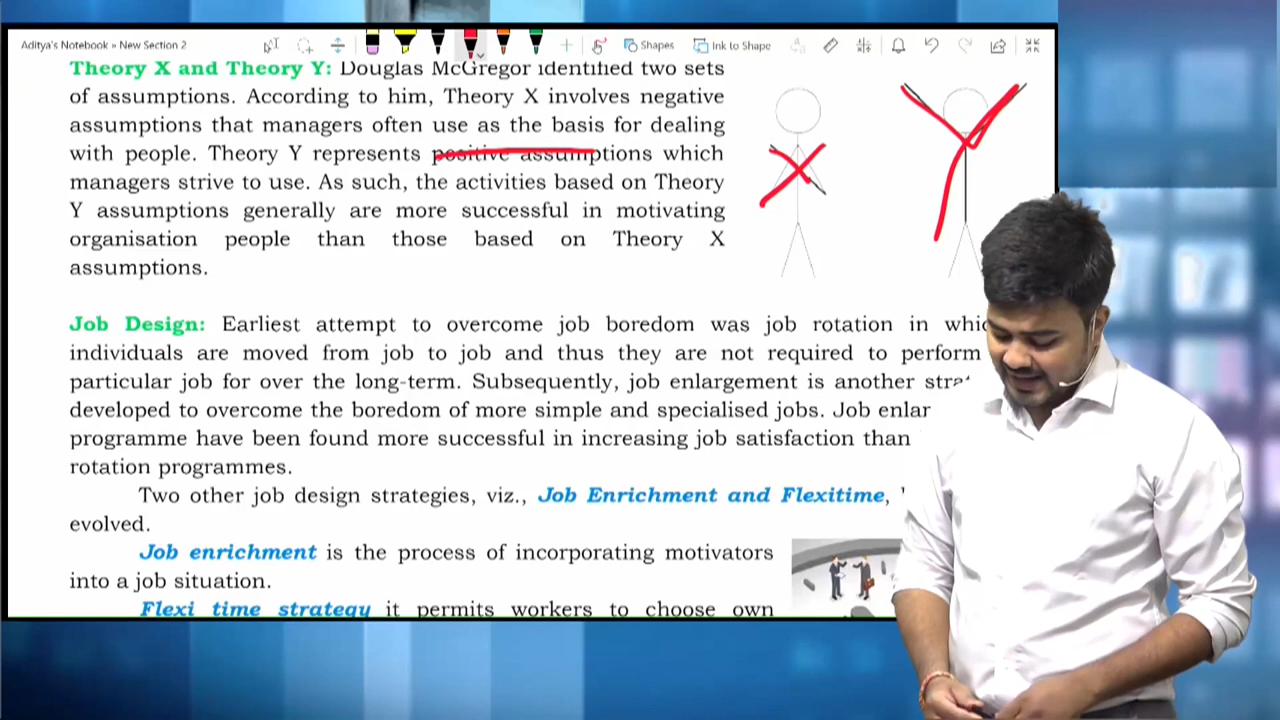 Aditya's Notebook » New Section 2
Shapes
Ink to Shape
Theory X and Theory Y: Douglas McGregor identified two sets
of assumptions. According to him, Theory X involves negative
assumptions that managers often use as the basis for dealing
with people. Theory Y represents positive assumptions which
managers strive to use. As such, the activities based on Theory
Y assumptions generally are more successful in motivating
organisation people than those based on Theory X
assumptions.
Job Design: Earliest attempt to overcome job boredom was job rotation in whic
individuals are moved from job to job and thus they are not required to perform
particular job for over the long-term. Subsequently, job enlargement is another strat
developed to overcome the boredom of more simple and specialised jobs. Job enlar
programme have been found more successful in increasing job satisfaction than
rotation programmes.
Two other job design strategies, viz., Job Enrichment and Flexitime,
evolved.
Job enrichment is the process of incorporating motivators
into a job situation.
Flexi time strategy it permits workers to choose own